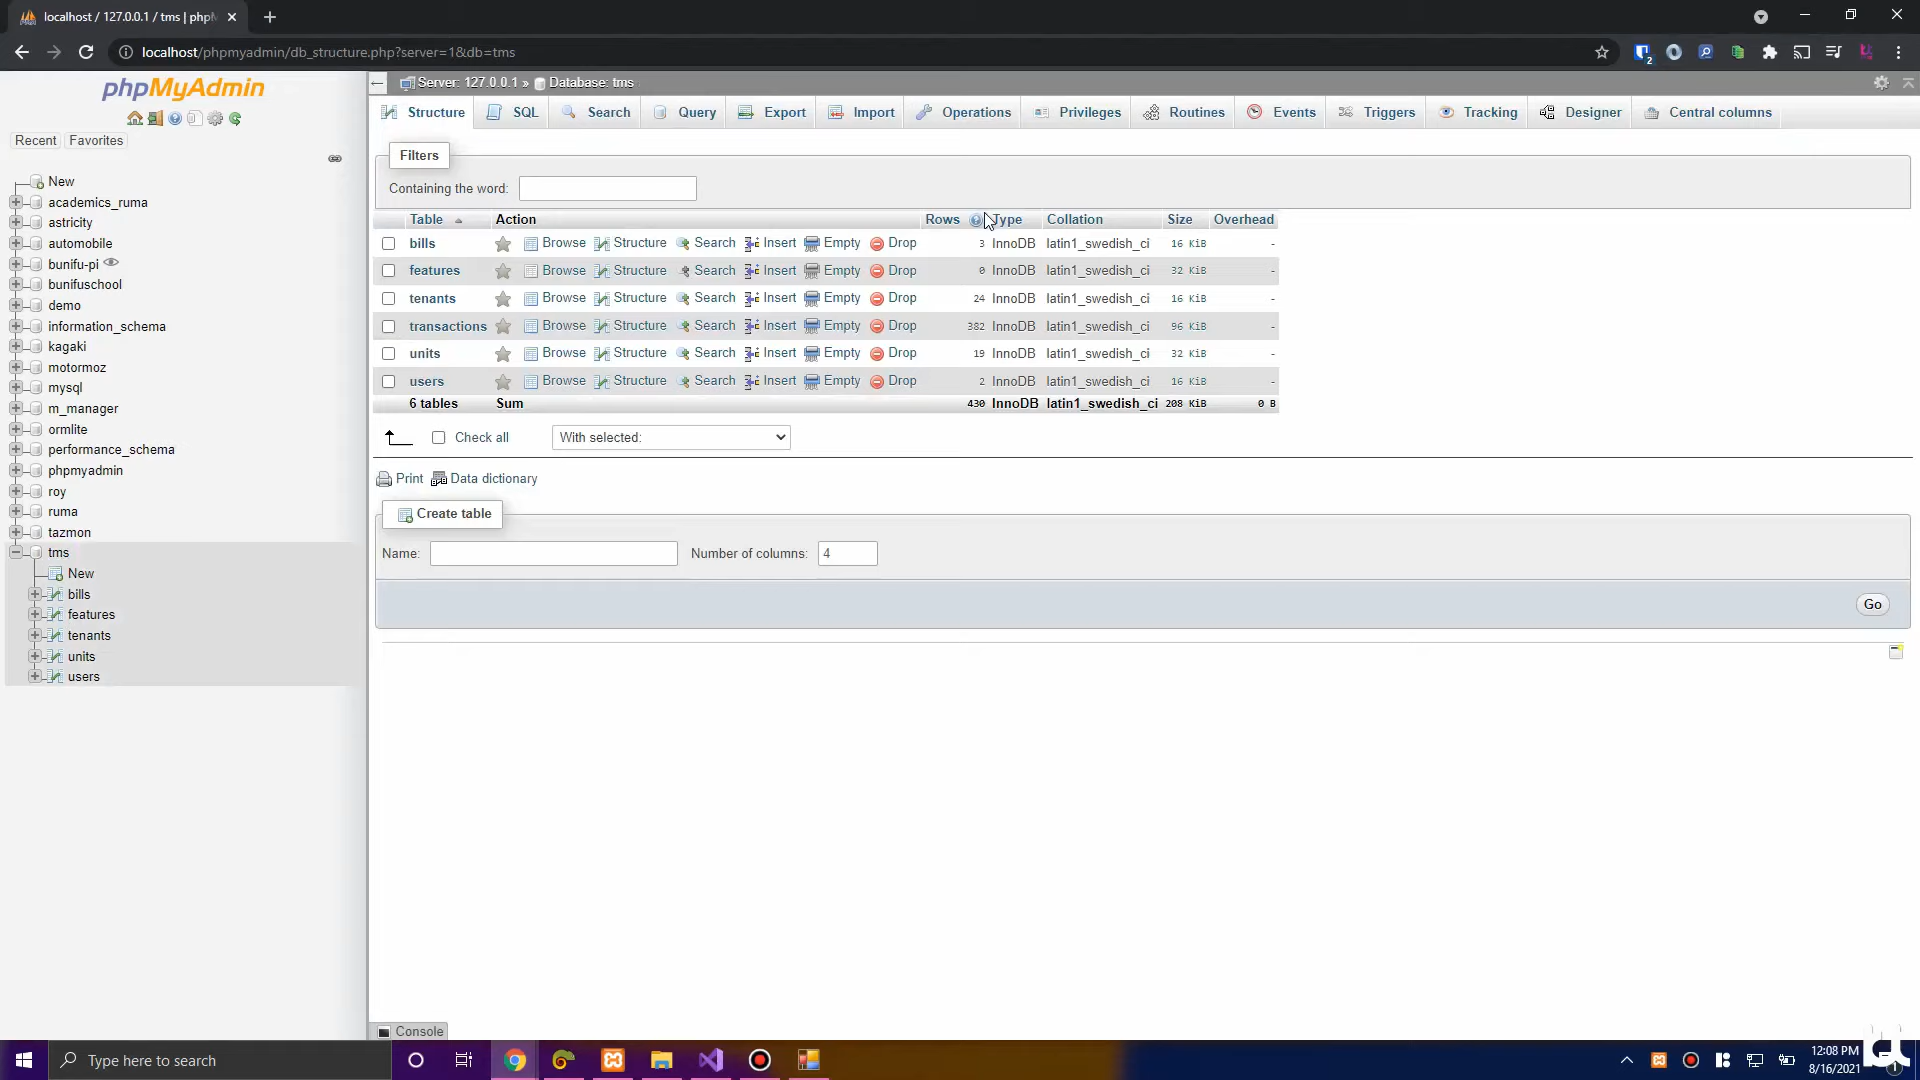 localhost / 127.0.0.1 / tms | phpM
localhost/phpmyadmin/db_structure.php?server=1&db=tms
2
phpMyAdmin
Recent Favorites
New
academics_ruma
astricity
automobile
bunifu-pi
bunifuschool
demo
information_schema
kagaki
motormoz
mysql
m_manager
ormlite
performance_schema
phpmyadmin
roy
ruma
tazmon
tms
New
bills
features
tenants
units
users
Server: 127.0.0.1 » Database: tms
Structure SQL Search Query Export Import Operations Privileges Routines Events Triggers Tracking Designer Central columns
Filters
Containing the word:
Table Action Rows Type Collation Size Overhead
bills Browse Structure Search Insert Empty Drop 3 InnoDB latin1_swedish_ci 16 KiB -
features Browse Structure Search Insert Empty Drop 0 InnoDB latin1_swedish_ci 32 KiB -
tenants Browse Structure Search Insert Empty Drop 24 InnoDB latin1_swedish_ci 16 KiB -
transactions Browse Structure Search Insert Empty Drop 382 InnoDB latin1_swedish_ci 96 KiB -
units Browse Structure Search Insert Empty Drop 19 InnoDB latin1_swedish_ci 32 KiB -
users Browse Structure Search Insert Empty Drop 2 InnoDB latin1_swedish_ci 16 KiB -
6 tables Sum 430 InnoDB latin1_swedish_ci 208 KiB 0 B
Check all With selected:
Print Data dictionary
Create table
Name: Number of columns: 4
Go
Console
Type here to search
12:08 PM
8/16/2021